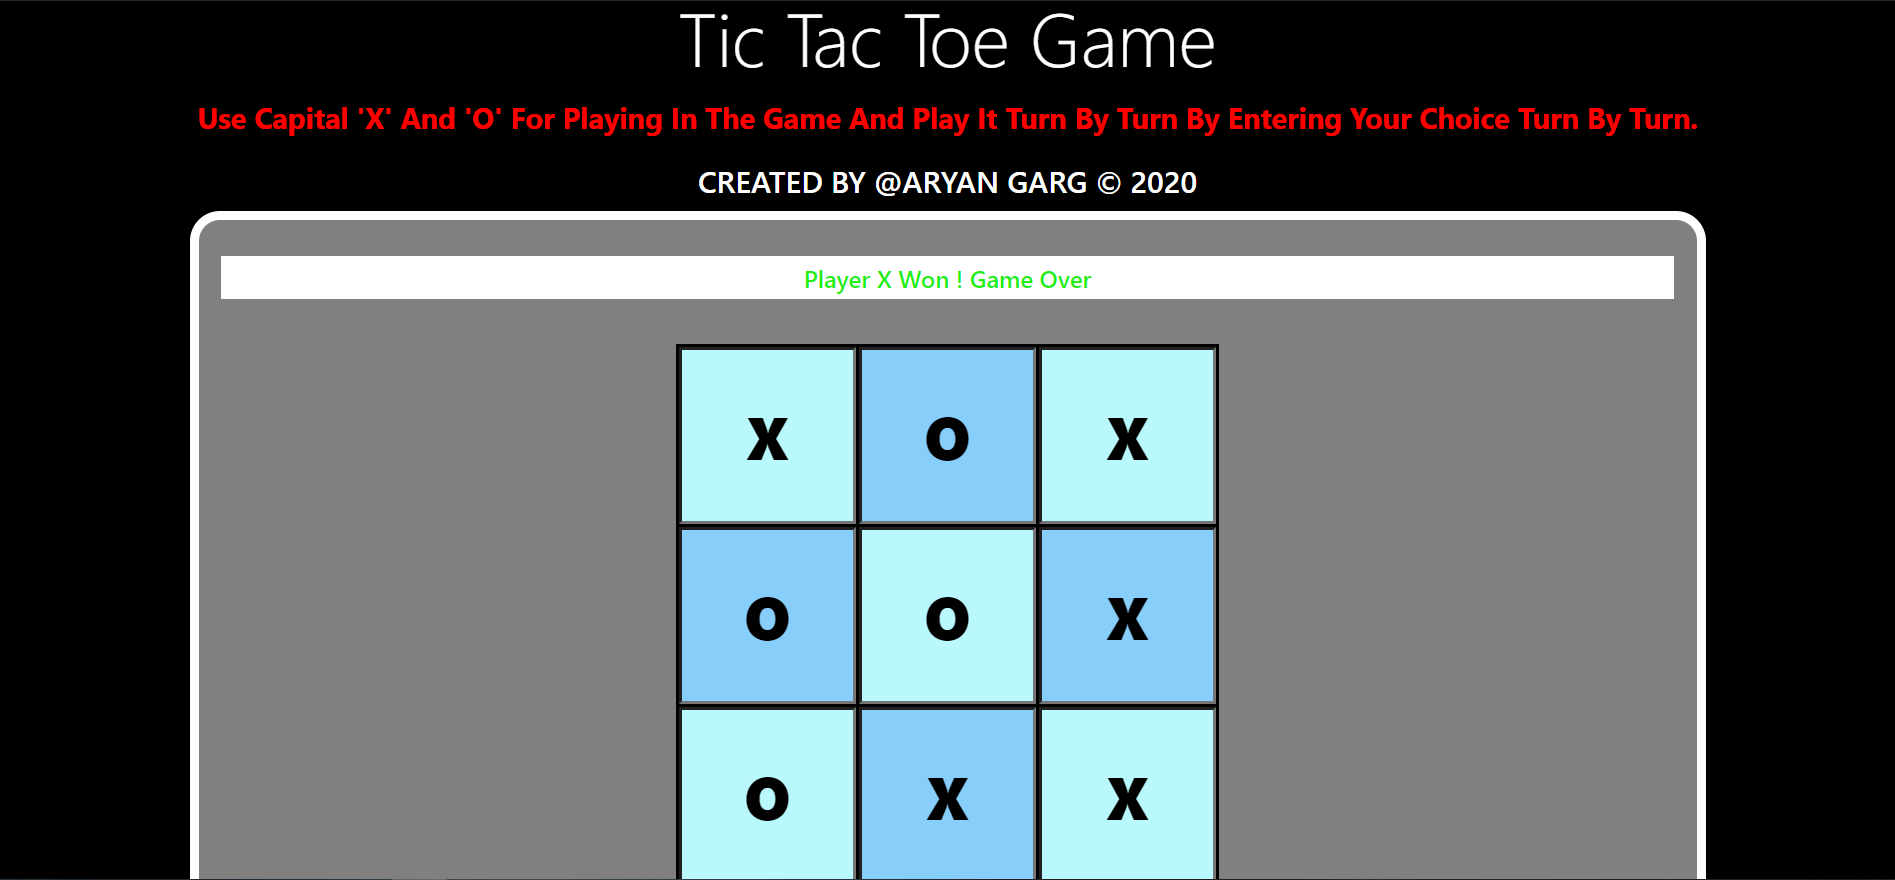 Tic Tac Toe Game
Use Capital 'X' And 'O' For Playing In The Game And Play It Turn By Turn By Entering Your Choice Turn By Turn.
CREATED BY @ARYAN GARG © 2020
Player X Won ! Game Over
X O X
O O X
O X X